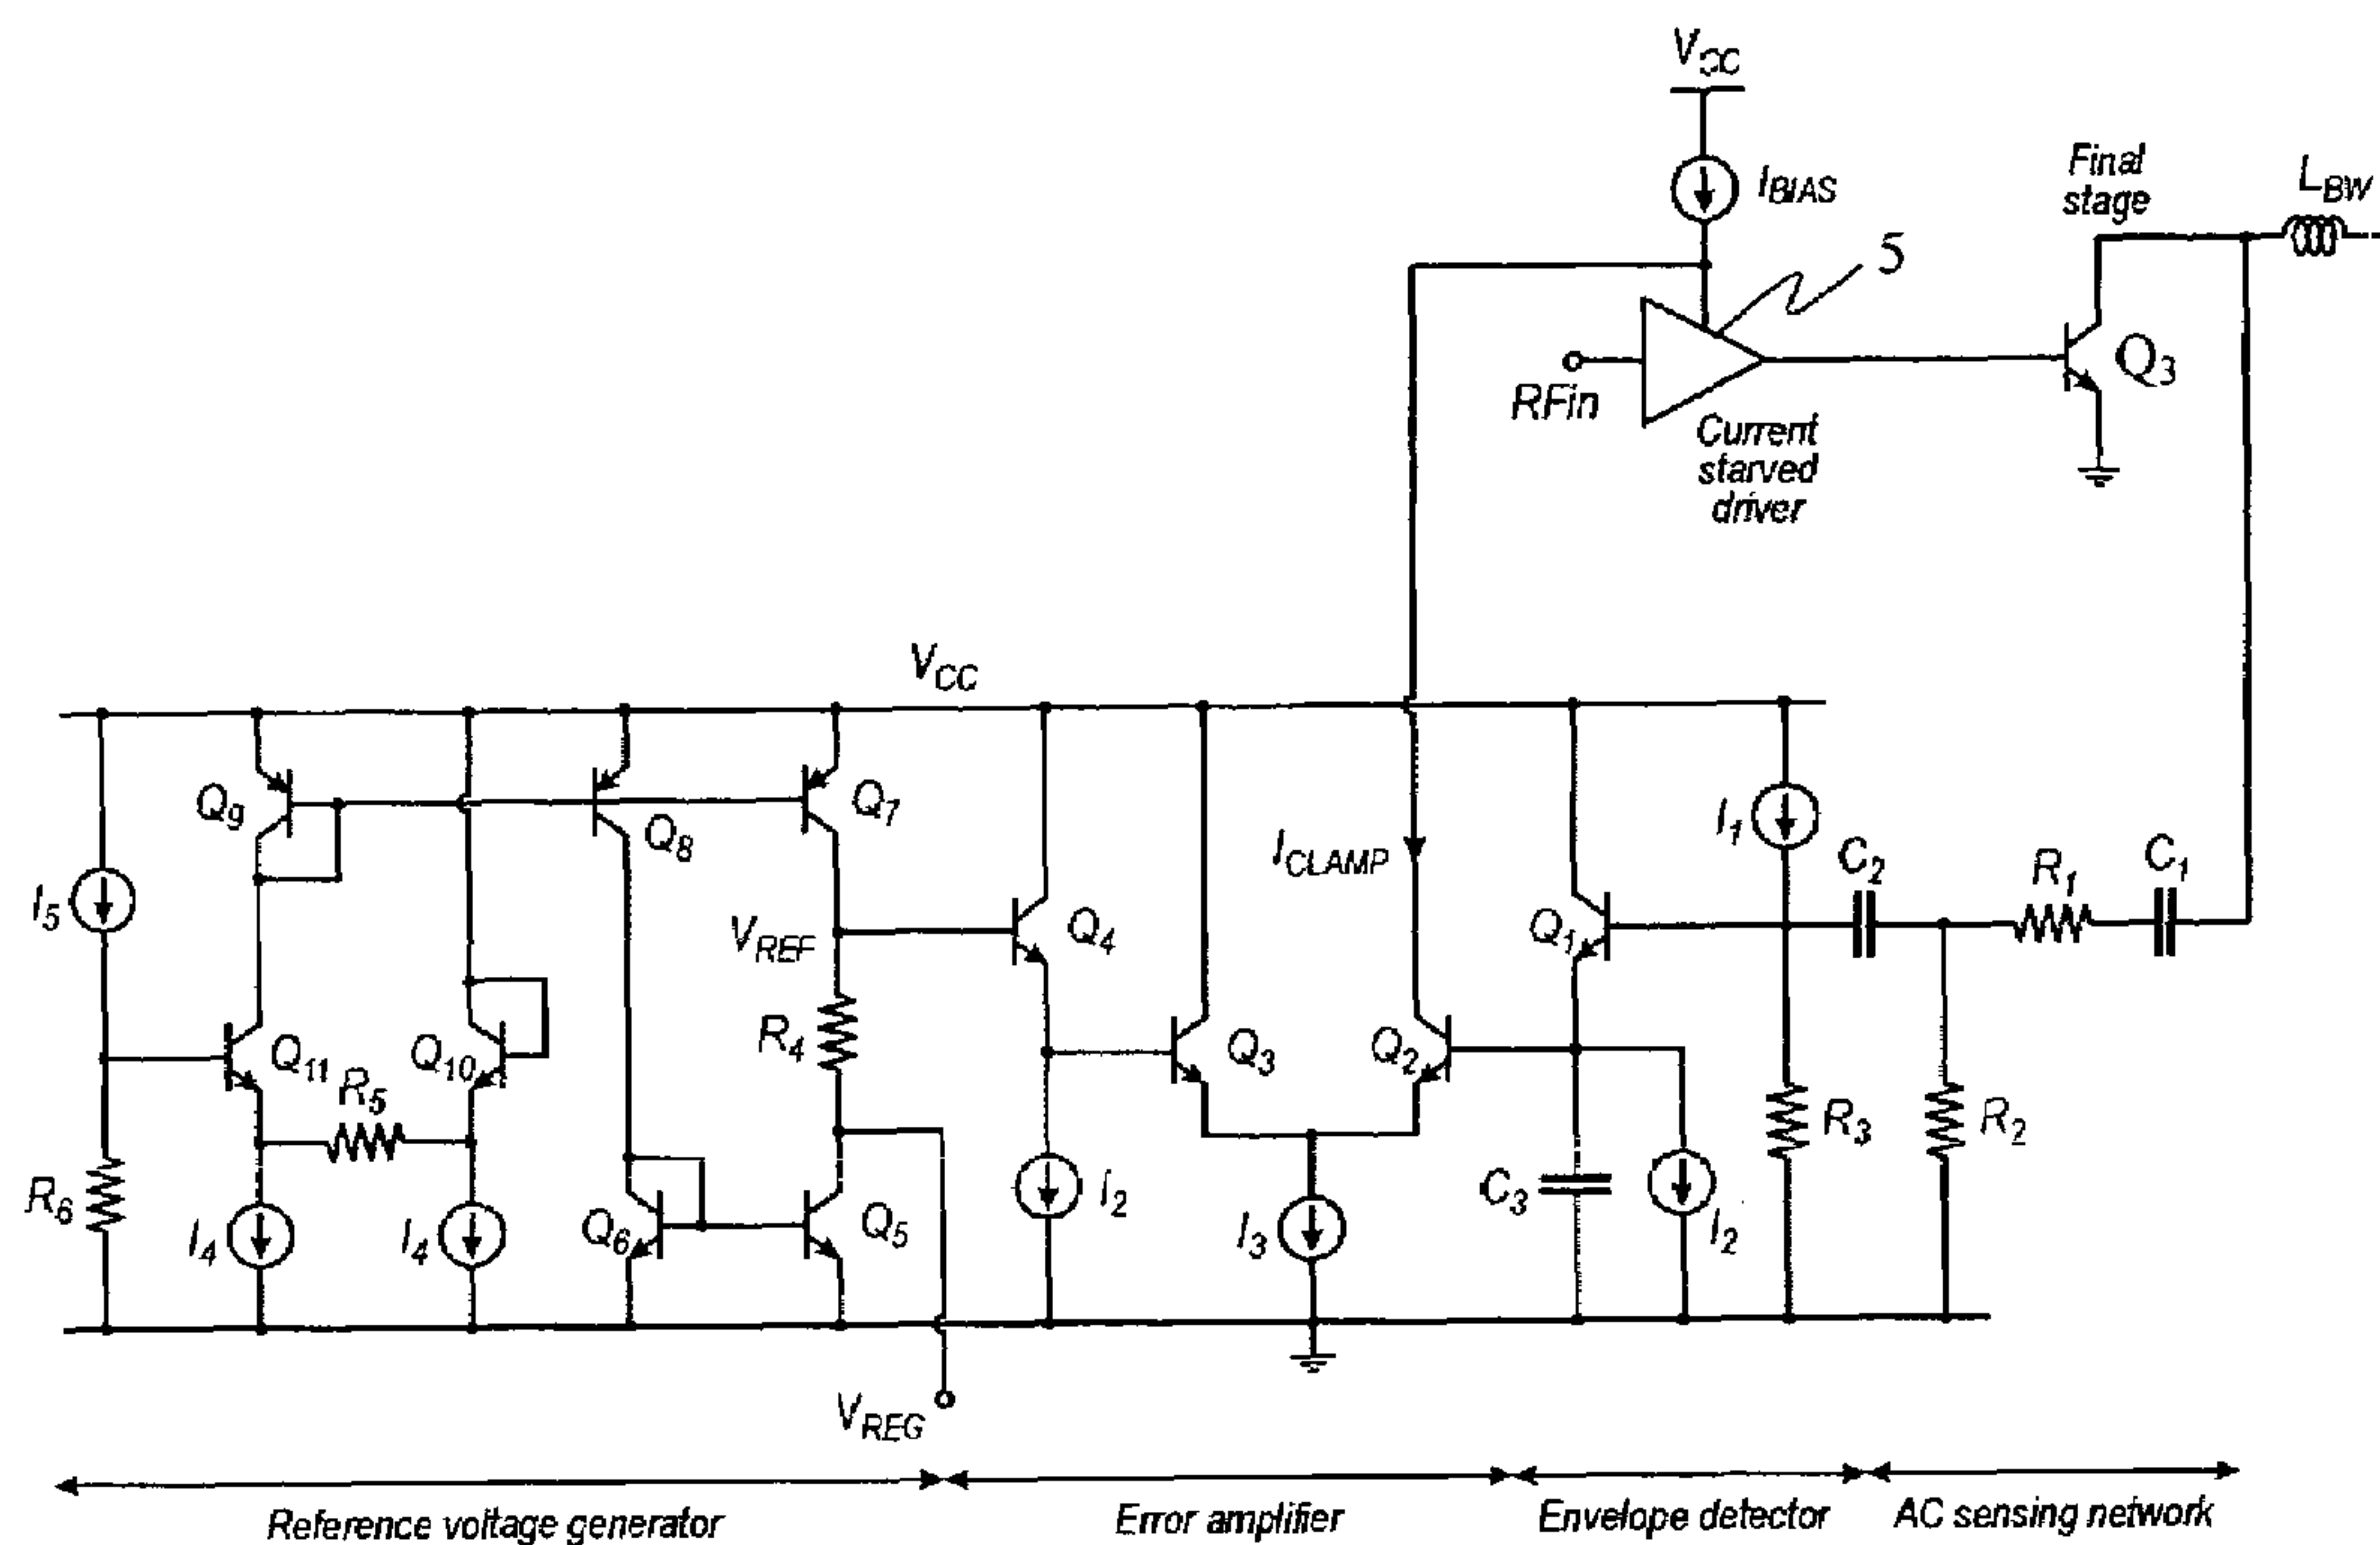 VCC
IBIAS
Final
stage
LBW
5
RFin
Q3
Current
starved
driver
VCC
Q9
Q8
Q7
I1
C2
R1
C1
I5
ICLAMP
VREF
Q4
Q1
Q11
Q10
R4
Q3
Q2
R5
R3
R2
R6
I4
I4
Q6
Q5
I2
I3
C3
I2
VREG
Reference voltage generator
Error amplifier
Envelope detector
AC sensing network